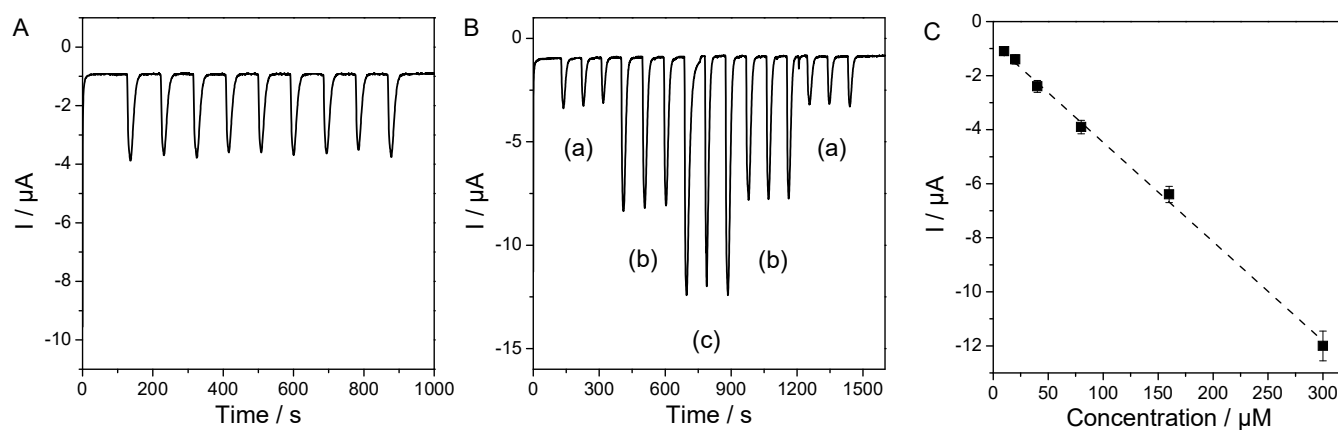 A
0
-2
-4
-6
-8
-10
I / µA
0
200
400
600
800
1000
Time / s
B
0
-5
-10
-15
I / µA
(a)
(b)
(c)
(b)
(a)
0
300
600
900
1200
1500
Time / s
C
0
-2
-4
-6
-8
-10
-12
I / µA
0
50
100
150
200
250
300
Concentration / µM